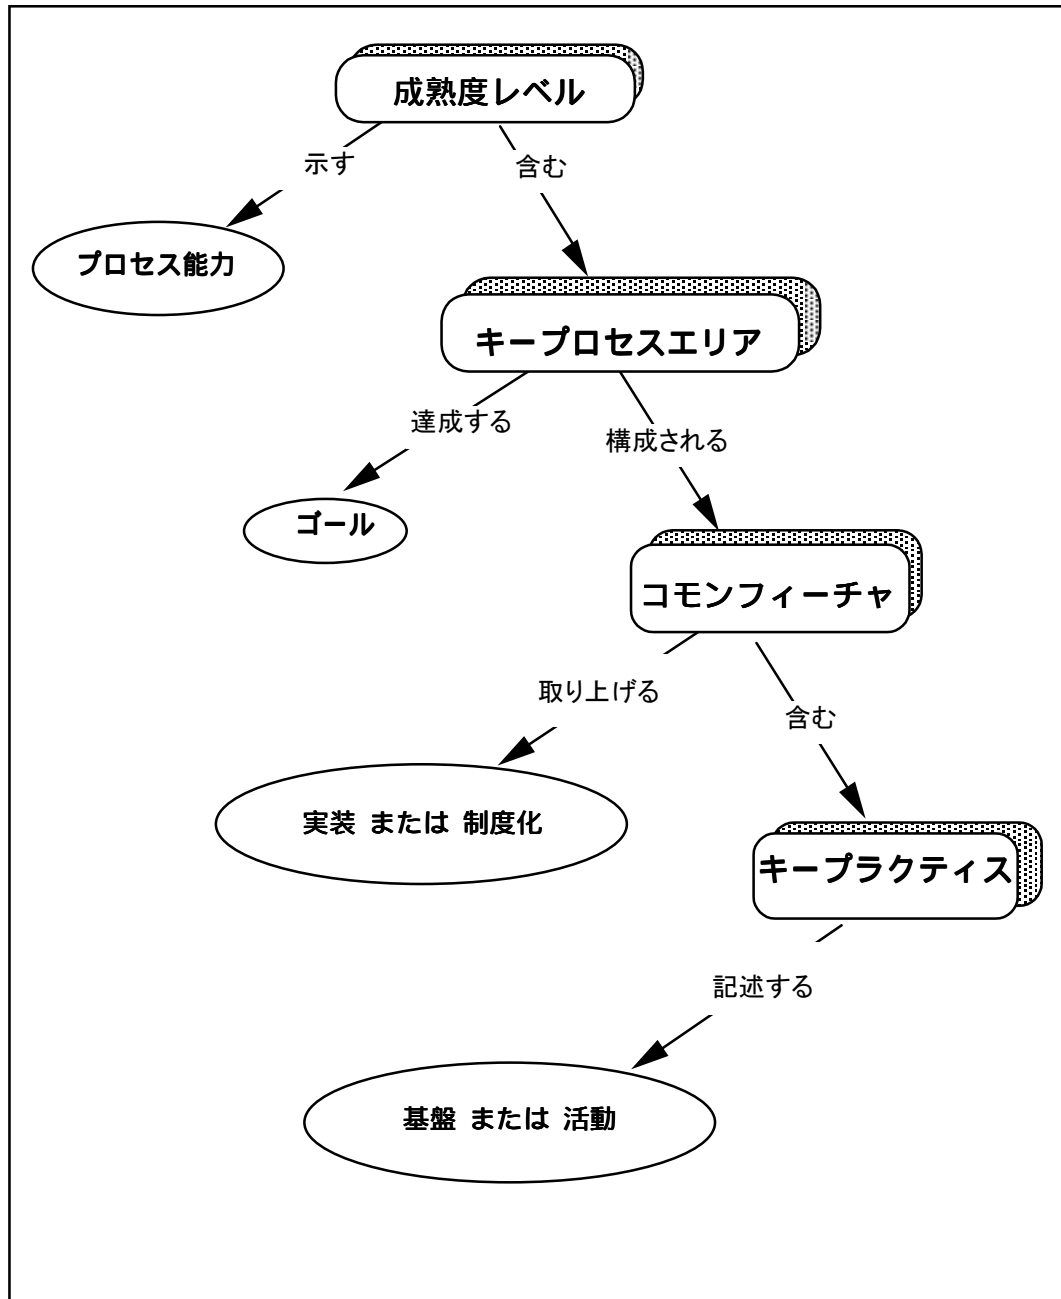 成熟度レベル
示す
含む
プロセス能力
キープロセスエリア
達成する
構成される
ゴール
コモンフィーチャ
取り上げる
含む
実装 または 制度化
キープラクティス
記述する
基盤 または 活動